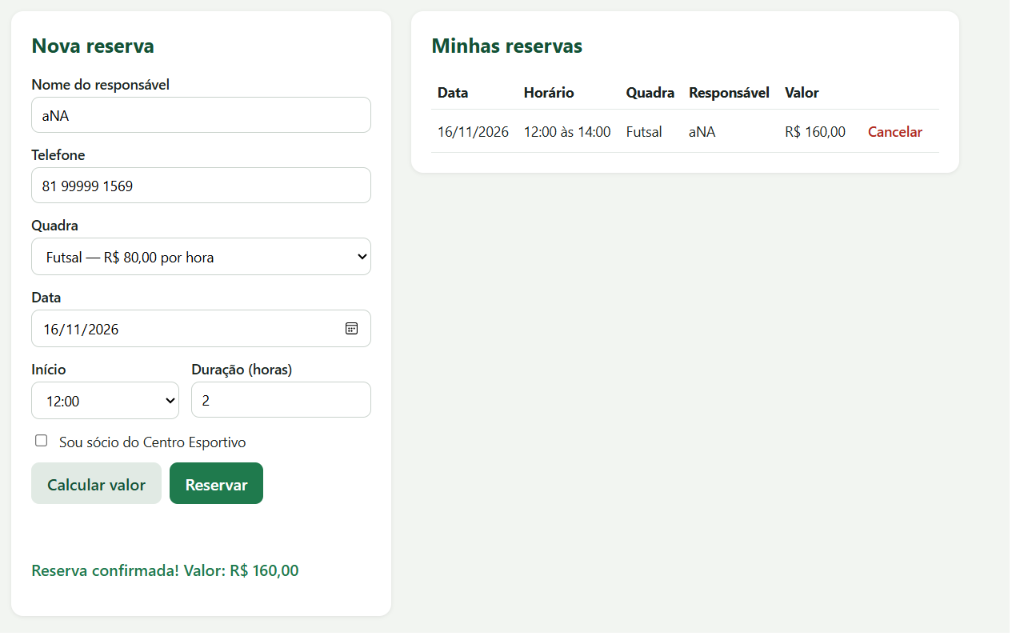 Nova reserva
Nome do responsável
aNA
Telefone
81 99999 1569
Quadra
Futsal — R$ 80,00 por hora
Data
16/11/2026
Início Duração (horas)
12:00 2
Sou sócio do Centro Esportivo
Calcular valor Reservar
Reserva confirmada! Valor: R$ 160,00
Minhas reservas
Data Horário Quadra Responsável Valor
16/11/2026 12:00 às 14:00 Futsal aNA R$ 160,00 Cancelar